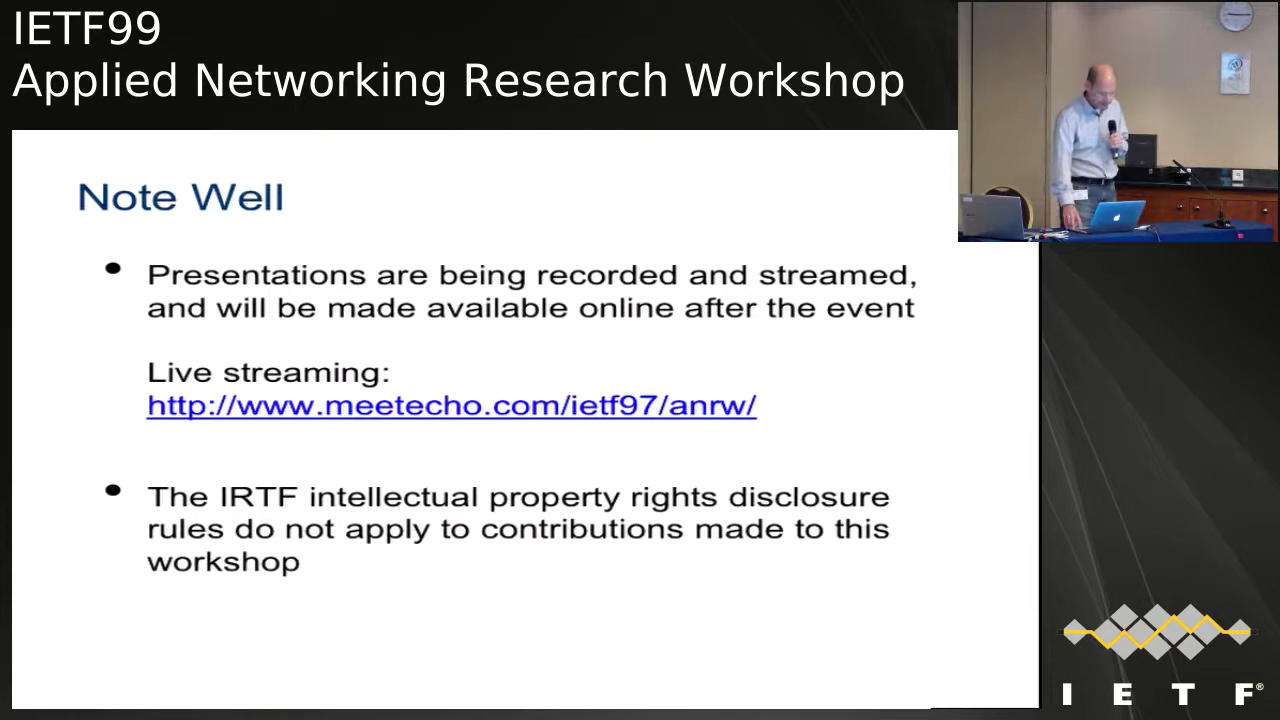 IETF99
Applied Networking Research Workshop
Note Well
• Presentations are being recorded and streamed,
and will be made available online after the event
Live streaming:
http://www.meetecho.com/ietf97/anrw/
• The IRTF intellectual property rights disclosure
rules do not apply to contributions made to this
workshop
I E T F®